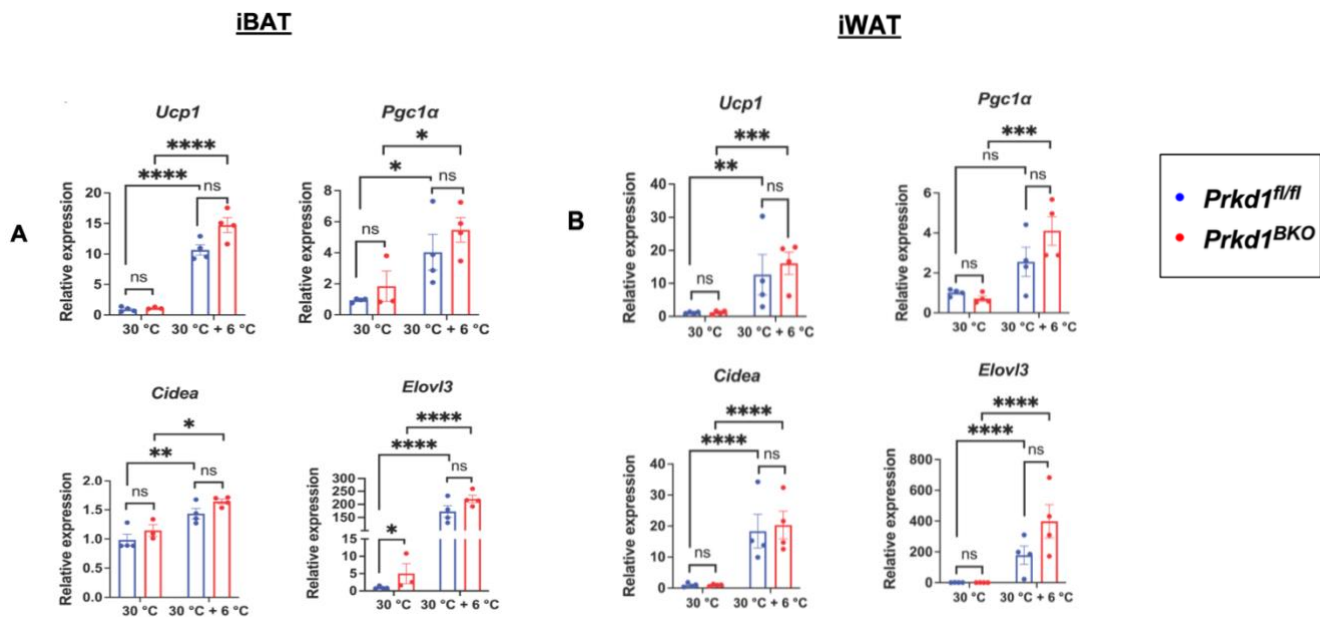 iBAT
iWAT
A
Ucp1
****
****
ns
ns
Relative expression
20
15
10
5
0
30 °C
30 °C + 6 °C
Pgc1α
*
*
ns
ns
Relative expression
8
6
4
2
0
30 °C
30 °C + 6 °C
Cidea
*
**
ns
ns
Relative expression
2.0
1.5
1.0
0.5
0.0
30 °C
30 °C + 6 °C
Elovl3
****
****
ns
*
Relative expression
300
250
200
150
10
5
0
30 °C
30 °C + 6 °C
B
Ucp1
***
**
ns
ns
Relative expression
40
30
20
10
0
30 °C
30 °C + 6 °C
Pgc1α
***
ns
ns
ns
Relative expression
6
4
2
0
30 °C
30 °C + 6 °C
Cidea
****
****
ns
ns
Relative expression
40
30
20
10
0
30 °C
30 °C + 6 °C
Elovl3
****
****
ns
ns
Relative expression
800
600
400
200
0
30 °C
30 °C + 6 °C
Prkd1fl/fl
Prkd1BKO